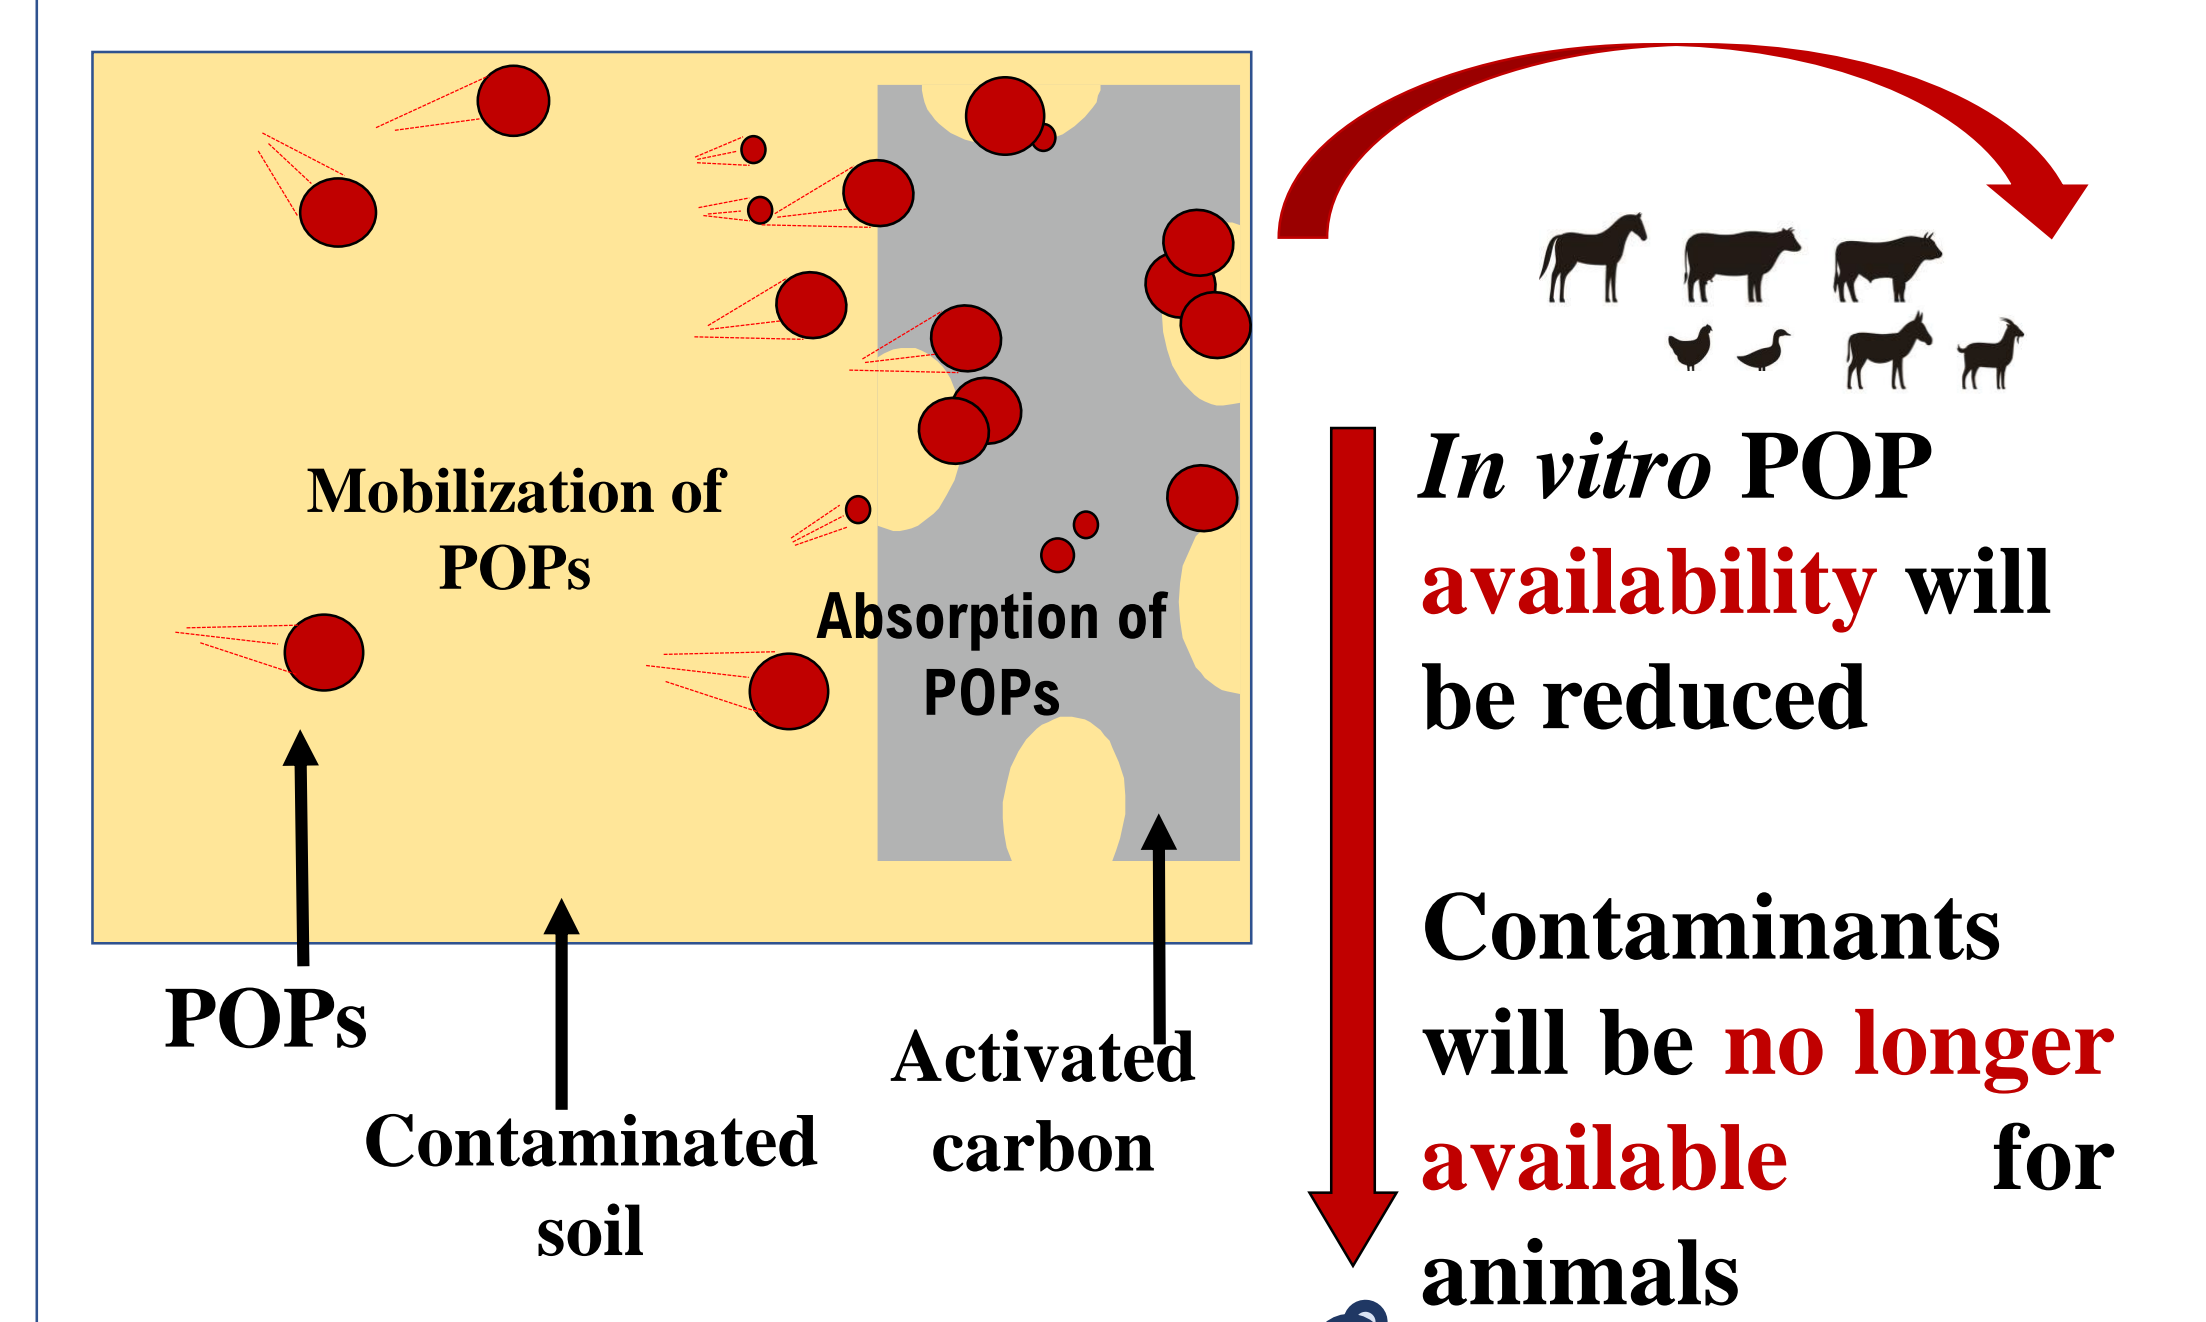 Mobilization of
POPs
Absorption of
POPs
POPs
Contaminated
soil
Activated
carbon
In vitro POP
availability will
be reduced
Contaminants
will be no longer
available for
animals